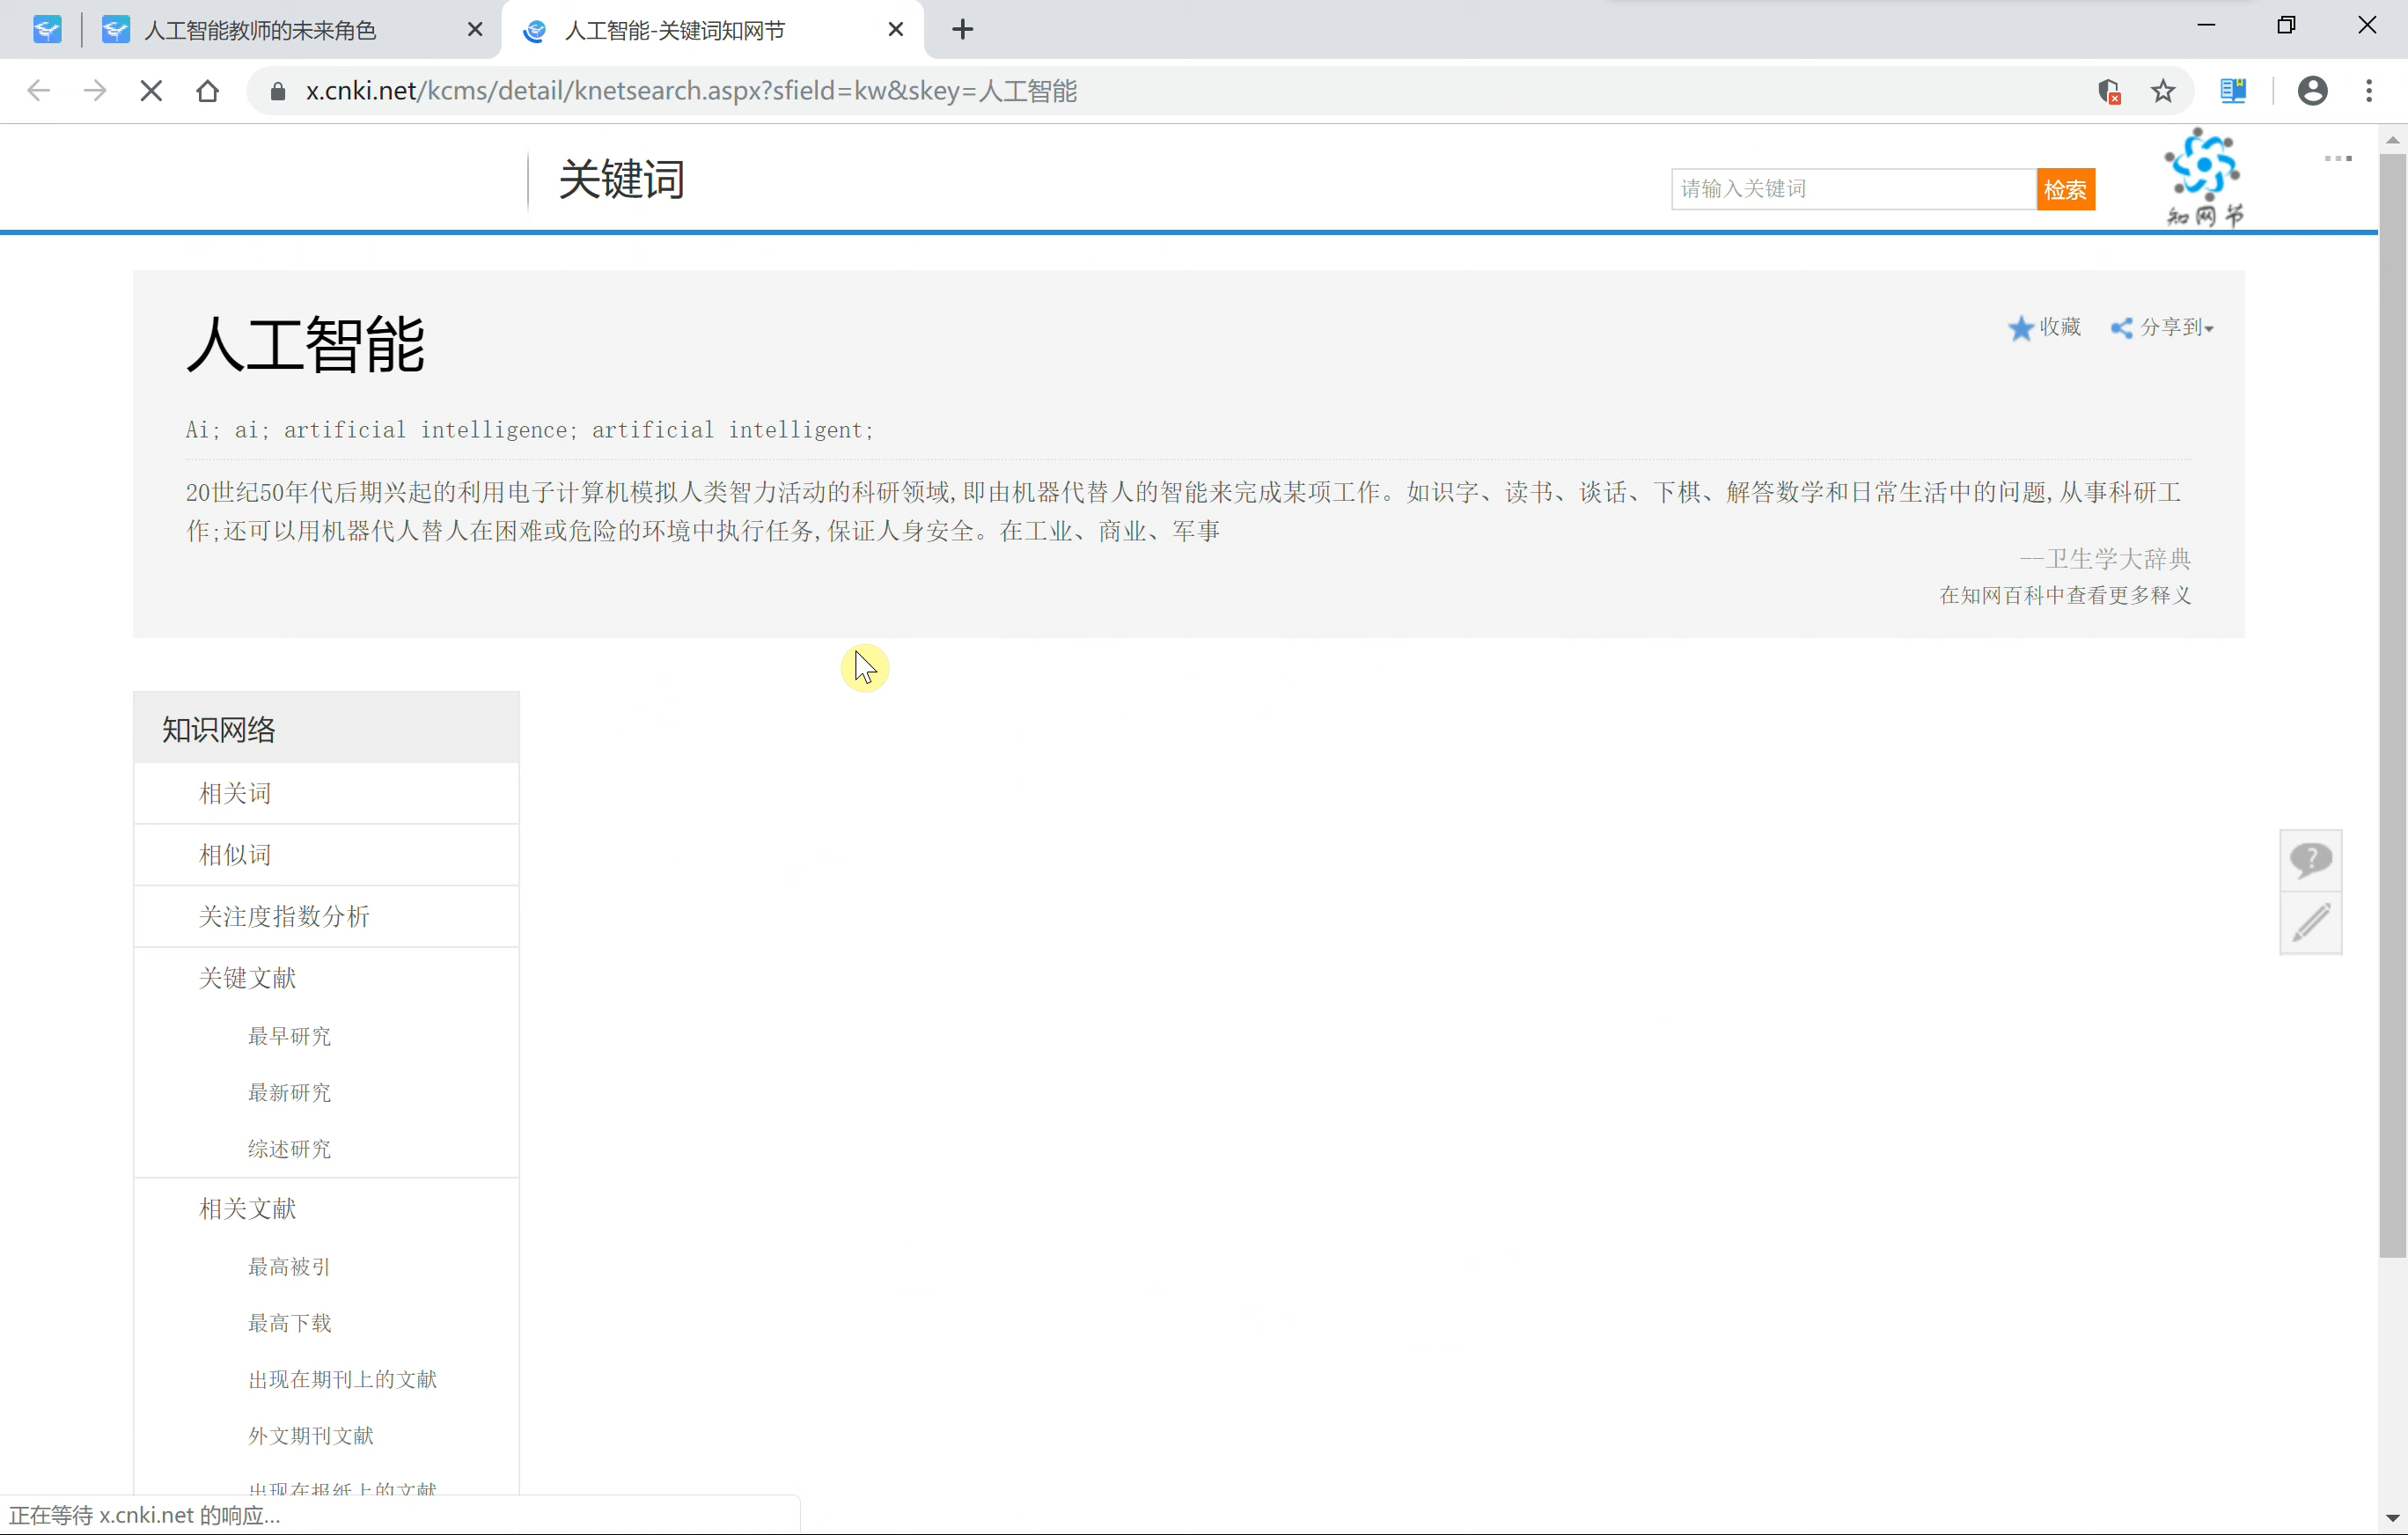 人工智能教师的未来角色
人工智能-关键词知网节
x.cnki.net/kcms/detail/knetsearch.aspx?sfield=kw&skey=人工智能
关键词
请输入关键词
检索
知网节
人工智能
收藏
分享到
Ai; ai; artificial intelligence; artificial intelligent;
20世纪50年代后期兴起的利用电子计算机模拟人类智力活动的科研领域,即由机器代替人的智能来完成某项工作。如识字、读书、谈话、下棋、解答数学和日常生活中的问题,从事科研工
作;还可以用机器代人替人在困难或危险的环境中执行任务,保证人身安全。在工业、商业、军事
--卫生学大辞典
在知网百科中查看更多释义
知识网络
相关词
相似词
关注度指数分析
关键文献
最早研究
最新研究
综述研究
相关文献
最高被引
最高下载
出现在期刊上的文献
外文期刊文献
出现在报纸上的文献
正在等待 x.cnki.net 的响应...